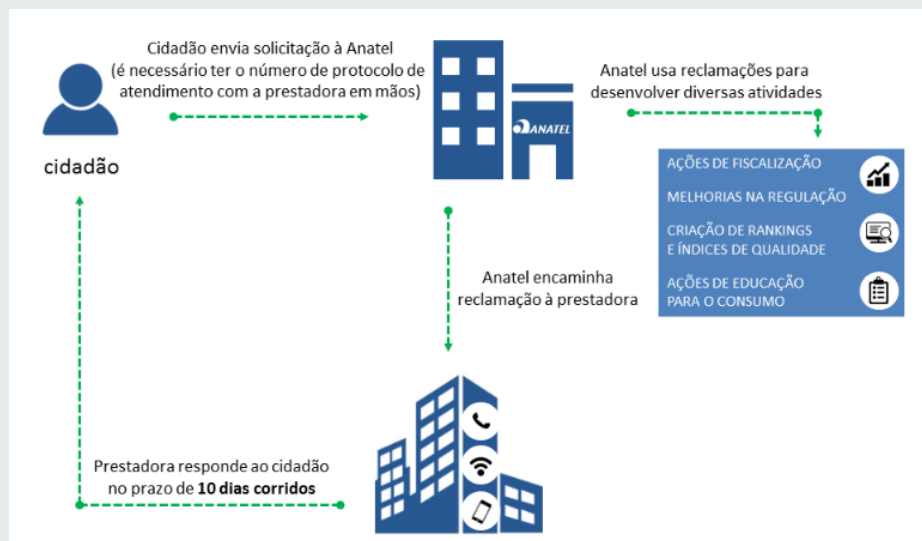 Cidadão envia solicitação à Anatel
(é necessário ter o número de protocolo de
atendimento com a prestadora em mãos)
cidadão
ANATEL
Anatel usa reclamações para
desenvolver diversas atividades
AÇÕES DE FISCALIZAÇÃO
MELHORIAS NA REGULAÇÃO
CRIAÇÃO DE RANKINGS
E ÍNDICES DE QUALIDADE
AÇÕES DE EDUCAÇÃO
PARA O CONSUMO
Anatel encaminha
reclamação à prestadora
Prestadora responde ao cidadão
no prazo de 10 dias corridos